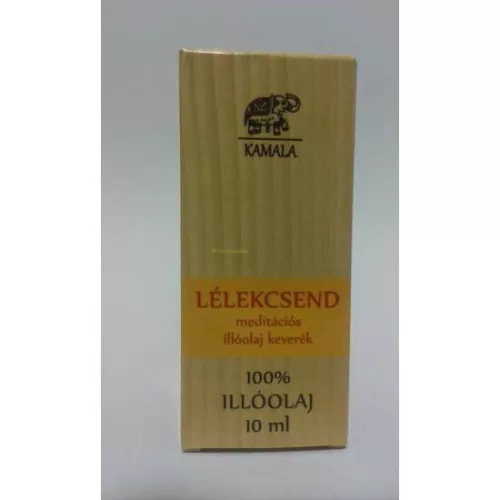 KAMALA
LÉLEKCSEND
meditációs
illóolaj keverék
100%
ILLÓOLAJ
10 ml